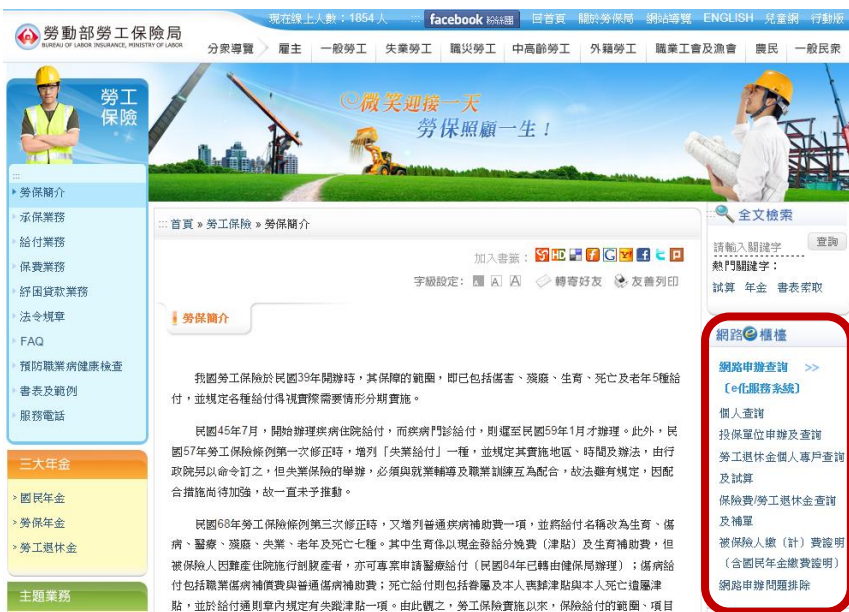 勞動部勞工保險局
BUREAU OF LABOR INSURANCE, MINISTRY OF LABOR
現在線上人數：1854人 ::: facebook 粉絲團 回首頁 關於勞保局 網站導覽 ENGLISH 兒童網 行動版
分眾導覽 雇主 一般勞工 失業勞工 職災勞工 中高齡勞工 外籍勞工 職業工會及漁會 農民 一般民眾
勞工
保險
微笑迎接一天
勞保照顧一生！
:::
勞保簡介
承保業務
給付業務
保費業務
紓困貸款業務
法令規章
FAQ
預防職業病健康檢查
書表及範例
服務電話
三大年金
國民年金
勞保年金
勞工退休金
主題業務
::: 首頁 » 勞工保險 » 勞保簡介
加入書籤：
字級設定： A A 轉寄好友 友善列印
勞保簡介
我國勞工保險於民國39年開辦時，其保障的範圍，即已包括傷害、殘廢、生育、死亡及老年5種給
付，並規定各種給付得視實際需要情形分期實施。
民國45年7月，開始辦理疾病住院給付，而疾病門診給付，則遲至民國59年1月才辦理。此外，民
國57年勞工保險條例第一次修正時，增列「失業給付」一種，並規定其實施地區、時間及辦法，由行
政院另以命令訂之，但失業保險的舉辦，必須與就業輔導及職業訓練互為配合，故法雖有規定，因配
合措施尚待加強，故一直未予推動。
民國68年勞工保險條例第三次修正時，又增列普通疾病補助費一項，並將給付名稱改為生育、傷
病、醫療、殘廢、失業、老年及死亡七種。其中生育係以現金發給分娩費（津貼）及生育補助費，但
被保險人因難產住院施行剖腹產者，亦可專案申請醫療給付（民國84年已轉由健保局辦理）；傷病給
付包括職業傷病補償費與普通傷病補助費；死亡給付則包括眷屬及本人喪葬津貼與本人死亡遺屬津
貼，並於給付通則章內規定有失蹤津貼一項。由此觀之，勞工保險實施以來，保險給付的範圍、項目
::: 全文檢索
請輸入關鍵字 查詢
熱門關鍵字：
試算 年金 書表索取
網路e櫃檯
網路申辦查詢 >>
〔e化服務系統〕
個人查詢
投保單位申辦及查詢
勞工退休金個人專戶查詢
及試算
保險費/勞工退休金查詢
及補單
被保險人繳（計）費證明
（含國民年金繳費證明）
網路申辦問題排除